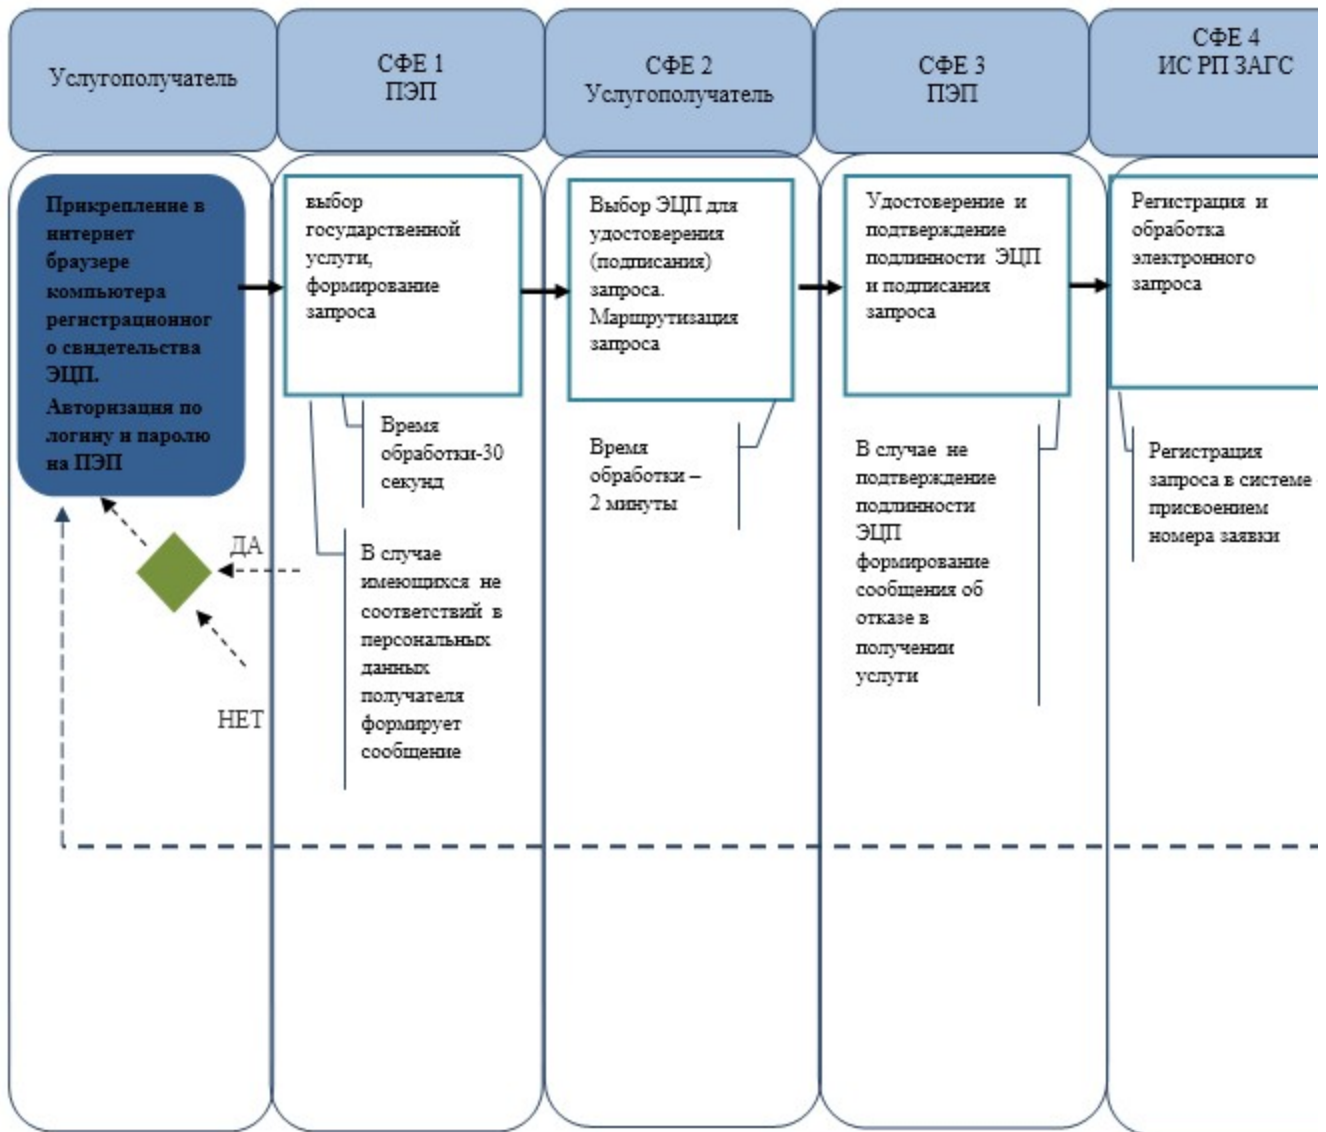 Услугополучатель
СФЕ 1
ПЭП
СФЕ 2
Услугополучатель
СФЕ 3
ПЭП
СФЕ 4
ИС РП ЗАГС
Прикрепление в
интернет
браузере
компьютера
регистрационног
о свидетельства
ЭЦП.
Авторизация по
логину и паролю
на ПЭП
выбор
государственной
услуги,
формирование
запроса
Выбор ЭЦП для
удостоверения
(подписания)
запроса.
Маршрутизация
запроса
Удостоверение и
подтверждение
подлинности ЭЦП
и подписания
запроса
Регистрация и
обработка
электронного
запроса
Время
обработки-30
секунд
Время
обработки –
2 минуты
В случае не
подтверждение
подлинности
ЭЦП
формирование
сообщения об
отказе в
получении
услуги
Регистрация
запроса в системе
присвоением
номера заявки
ДА
В случае
имеющихся не
соответствий в
персональных
данных
получателя
формирует
сообщение
НЕТ